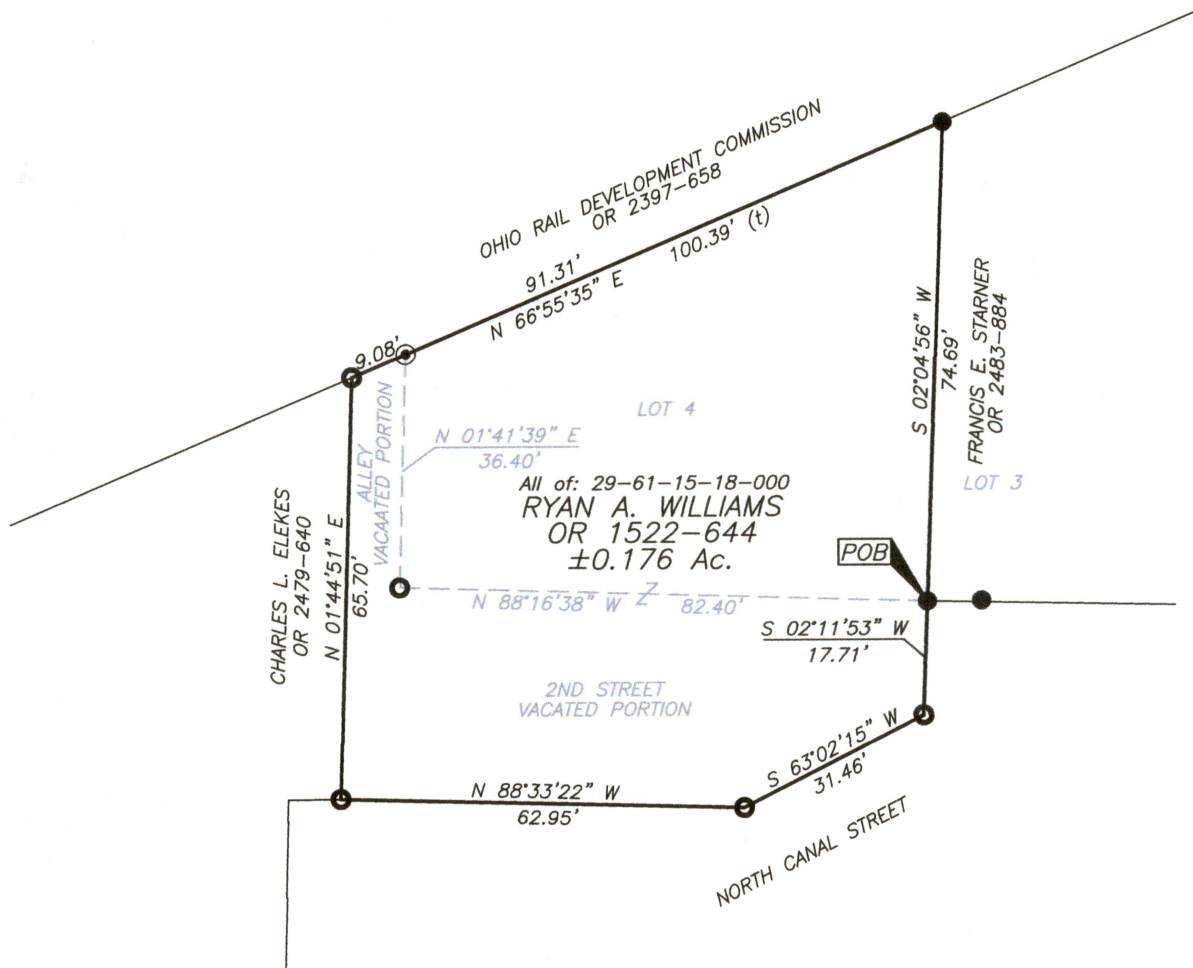 OHIO RAIL DEVELOPMENT COMMISSION
OR 2397-658
91.31'
100.39' (t)
N 66°55'35" E
9.08'
S 02°04'56" W
74.69'
FRANCIS E. STARNER
OR 2483-884
LOT 4
ALLEY
VACAATED PORTION
N 01°41'39" E
36.40'
LOT 3
All of: 29-61-15-18-000
RYAN A. WILLIAMS
OR 1522-644
±0.176 Ac.
CHARLES L. ELEKES
OR 2479-640
N 01°44'51" E
65.70'
POB
N 88°16'38" W Z 82.40'
S 02°11'53" W
17.71'
2ND STREET
VACATED PORTION
S 63°02'15" W
31.46'
N 88°33'22" W
62.95'
NORTH CANAL STREET